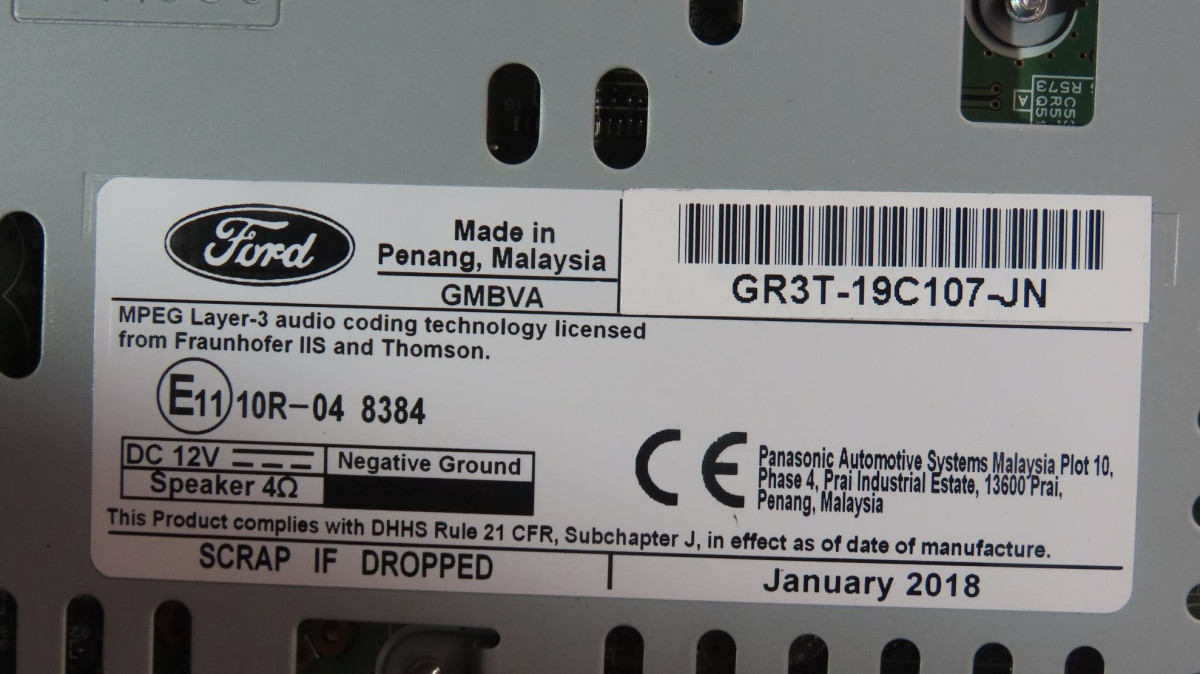 Ford
Made in
Penang, Malaysia
GMBVA
GR3T-19C107-JN
MPEG Layer-3 audio coding technology licensed
from Fraunhofer IIS and Thomson.
E11 10R-04 8384
DC 12V
Negative Ground
Speaker 4Ω
CE
Panasonic Automotive Systems Malaysia Plot 10,
Phase 4, Prai Industrial Estate, 13600 Prai,
Penang, Malaysia
This Product complies with DHHS Rule 21 CFR, Subchapter J, in effect as of date of manufacture.
SCRAP IF DROPPED
January 2018
R573
A